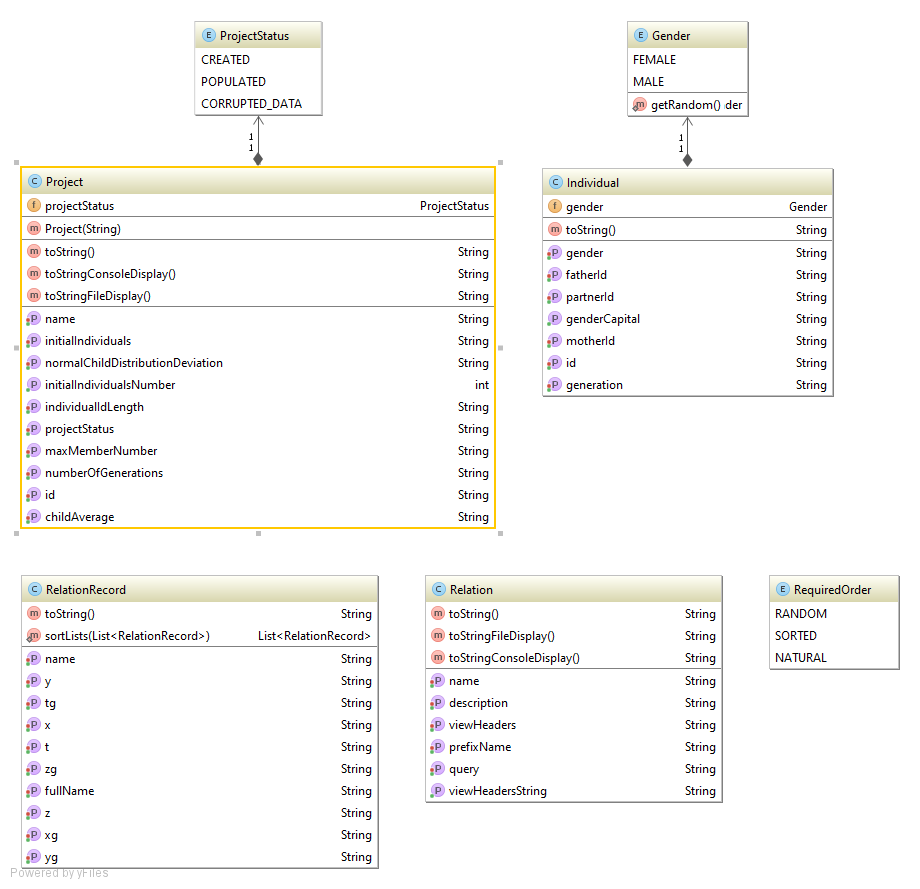 E ProjectStatus
CREATED
POPULATED
CORRUPTED_DATA
E Gender
FEMALE
MALE
m getRandom() der
1
1
1
1
C Project
f projectStatus ProjectStatus
m Project(String)
m toString() String
m toStringConsoleDisplay() String
m toStringFileDisplay() String
P name String
P initialIndividuals String
P normalChildDistributionDeviation String
P initialIndividualsNumber int
P individualIdLength String
P projectStatus String
P maxMemberNumber String
P numberOfGenerations String
P id String
P childAverage String
C Individual
f gender Gender
m toString() String
P gender String
P fatherId String
P partnerId String
P genderCapital String
P motherId String
P id String
P generation String
C RelationRecord
m toString() String
m sortLists(List<RelationRecord>) List<RelationRecord>
P name String
P y String
P tg String
P x String
P t String
P zg String
P fullName String
P z String
P xg String
P yg String
C Relation
m toString() String
m toStringFileDisplay() String
m toStringConsoleDisplay() String
P name String
P description String
P viewHeaders String
P prefixName String
P query String
P viewHeadersString String
E RequiredOrder
RANDOM
SORTED
NATURAL
Powered by yFiles